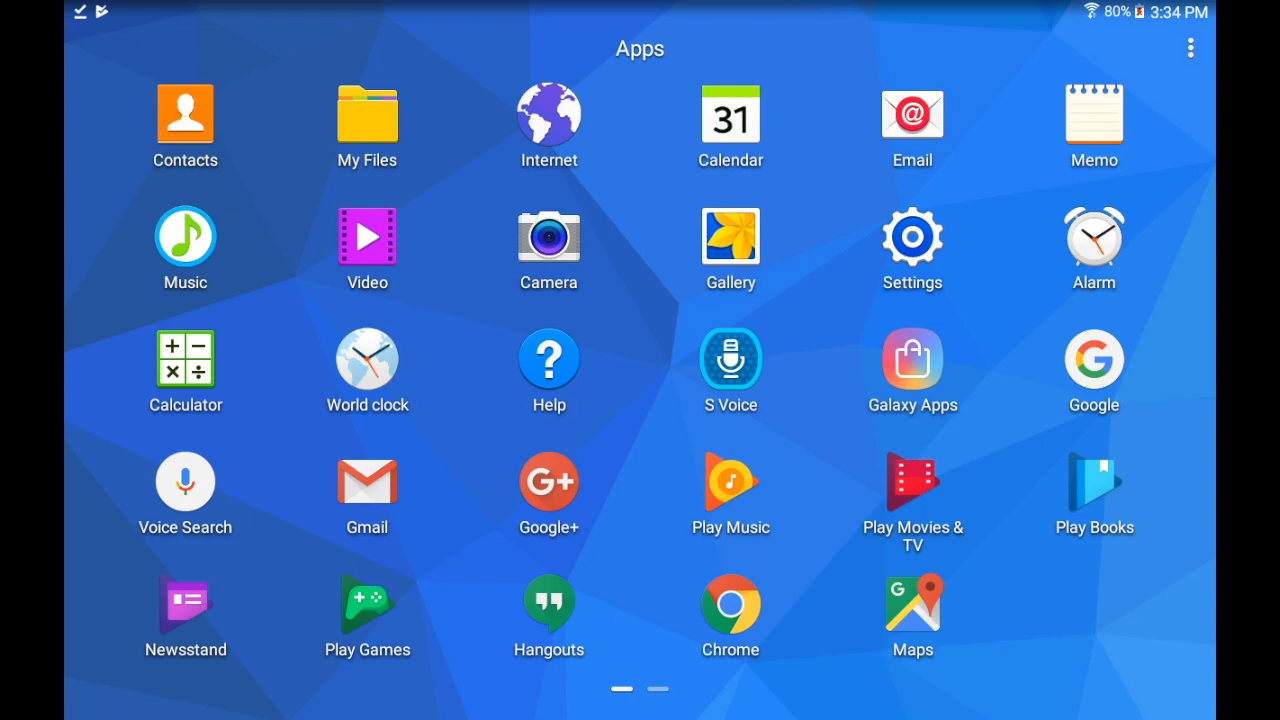 80% 3:34 PM
Apps
Contacts
My Files
31
Internet
Calendar
@
Email
Memo
Music
Video
Camera
Gallery
Settings
Alarm
+ −
× ÷
Calculator
World clock
?
Help
S Voice
Galaxy Apps
G
Google
Voice Search
Gmail
G+
Google+
Play Music
Play Movies &
TV
Play Books
Newsstand
Play Games
Hangouts
Chrome
G
Maps